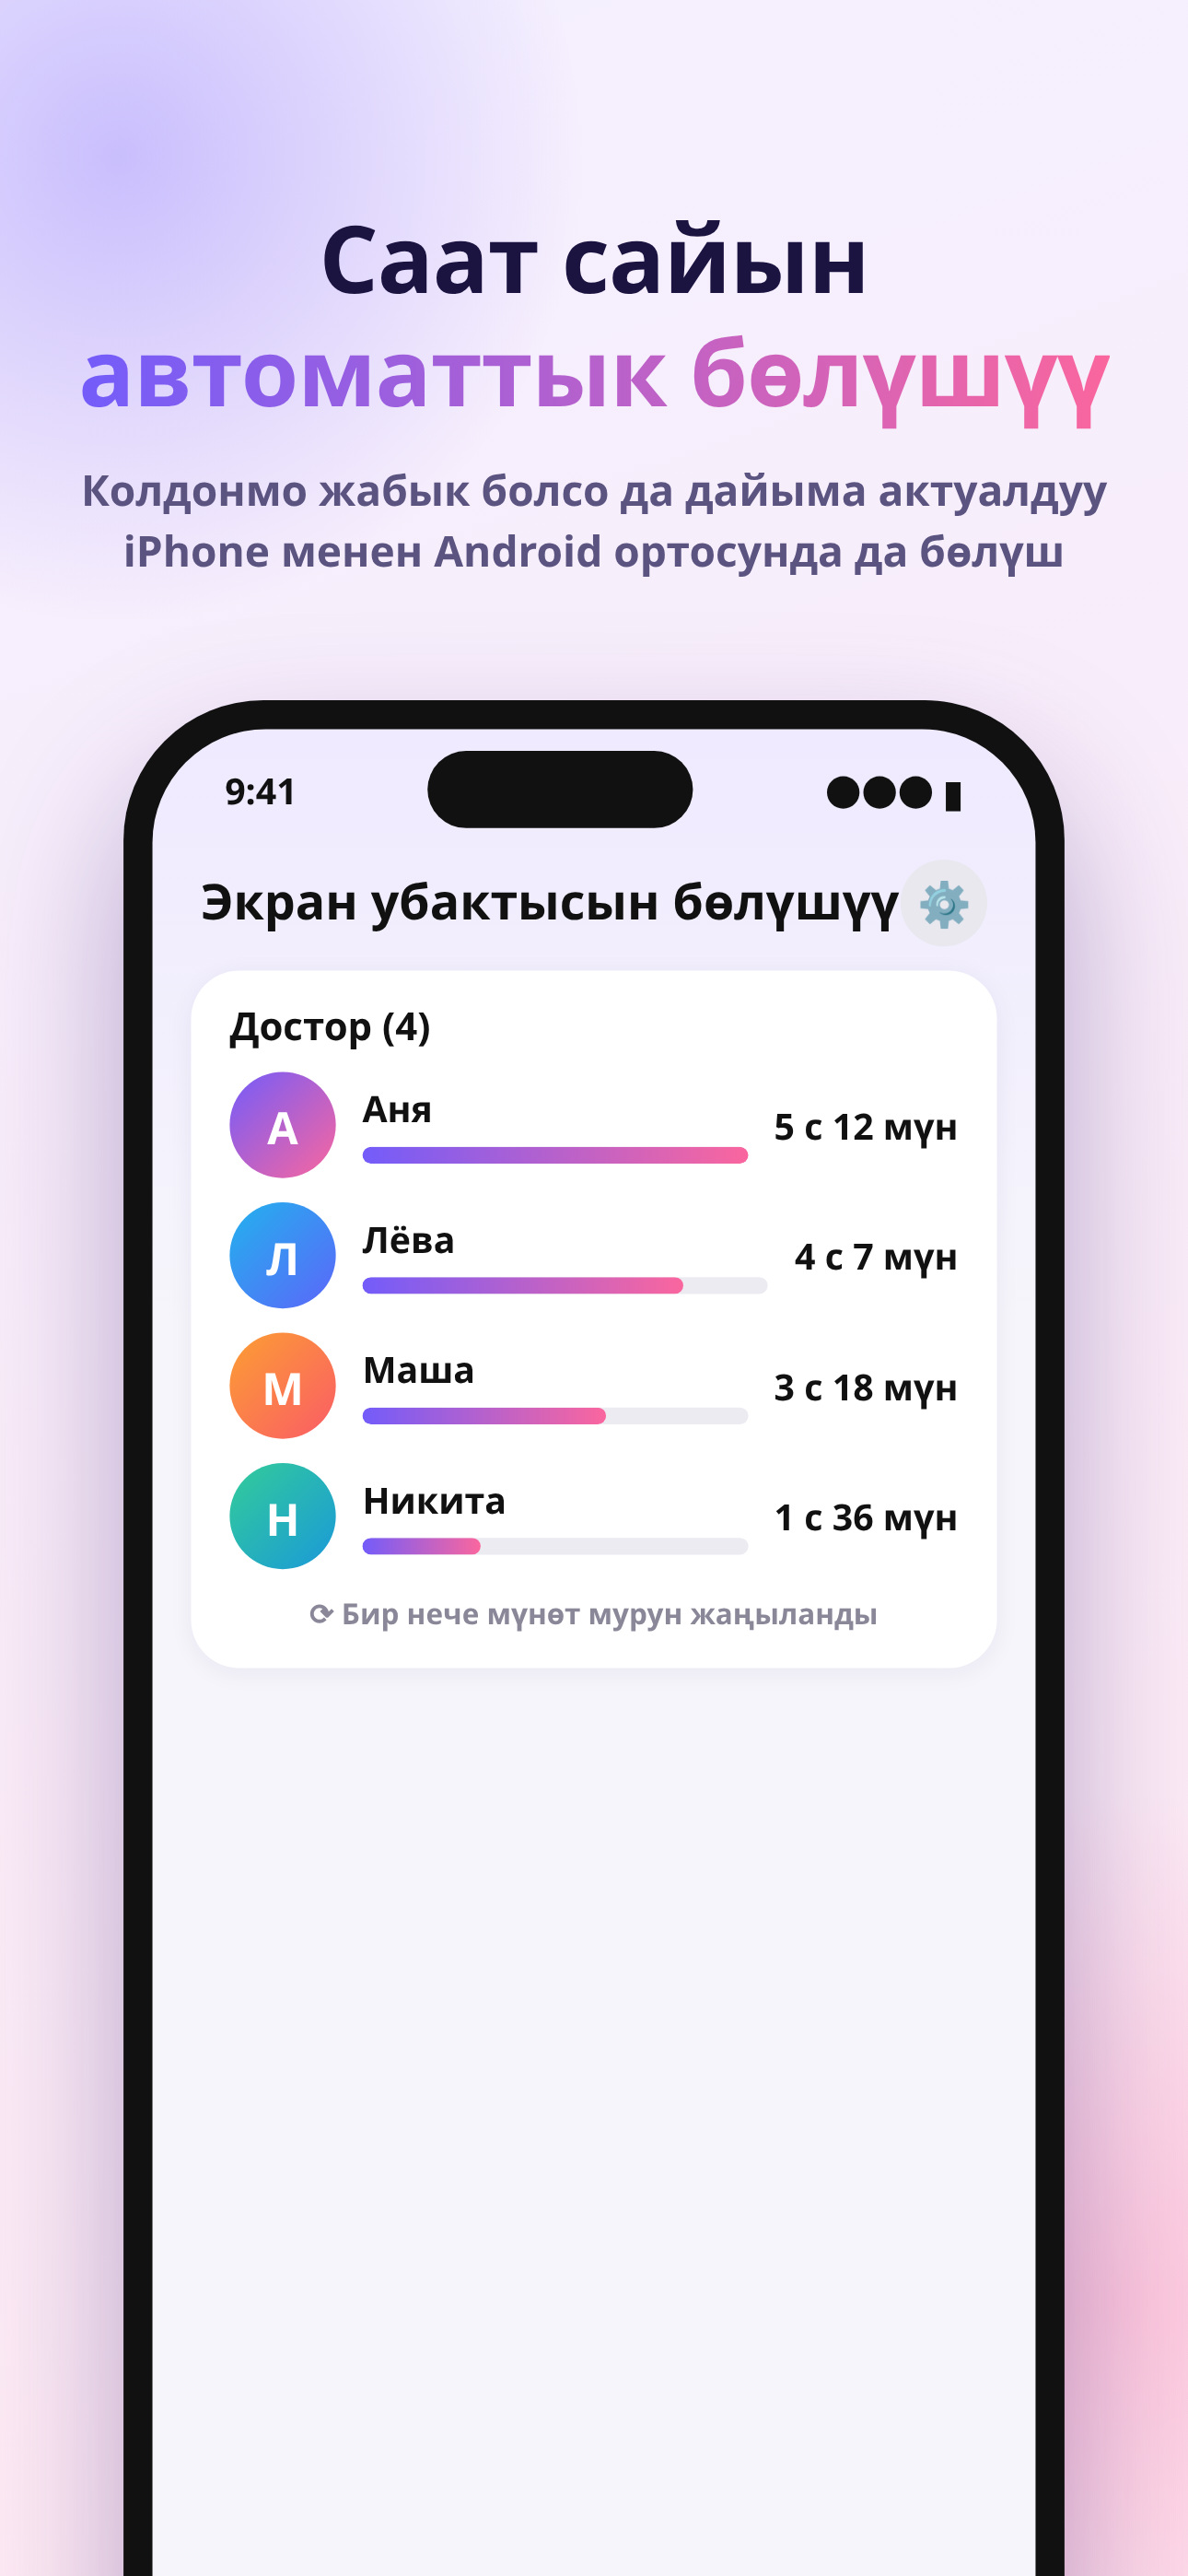 Саат сайын
автоматтык бөлүшүү
Колдонмо жабык болсо да дайыма актуалдуу
iPhone менен Android ортосунда да бөлүш
9:41
Экран убактысын бөлүшүү
Достор (4)
А
Аня
5 с 12 мүн
Л
Лёва
4 с 7 мүн
М
Маша
3 с 18 мүн
Н
Никита
1 с 36 мүн
⟳ Бир нече мүнөт мурун жаңыланды